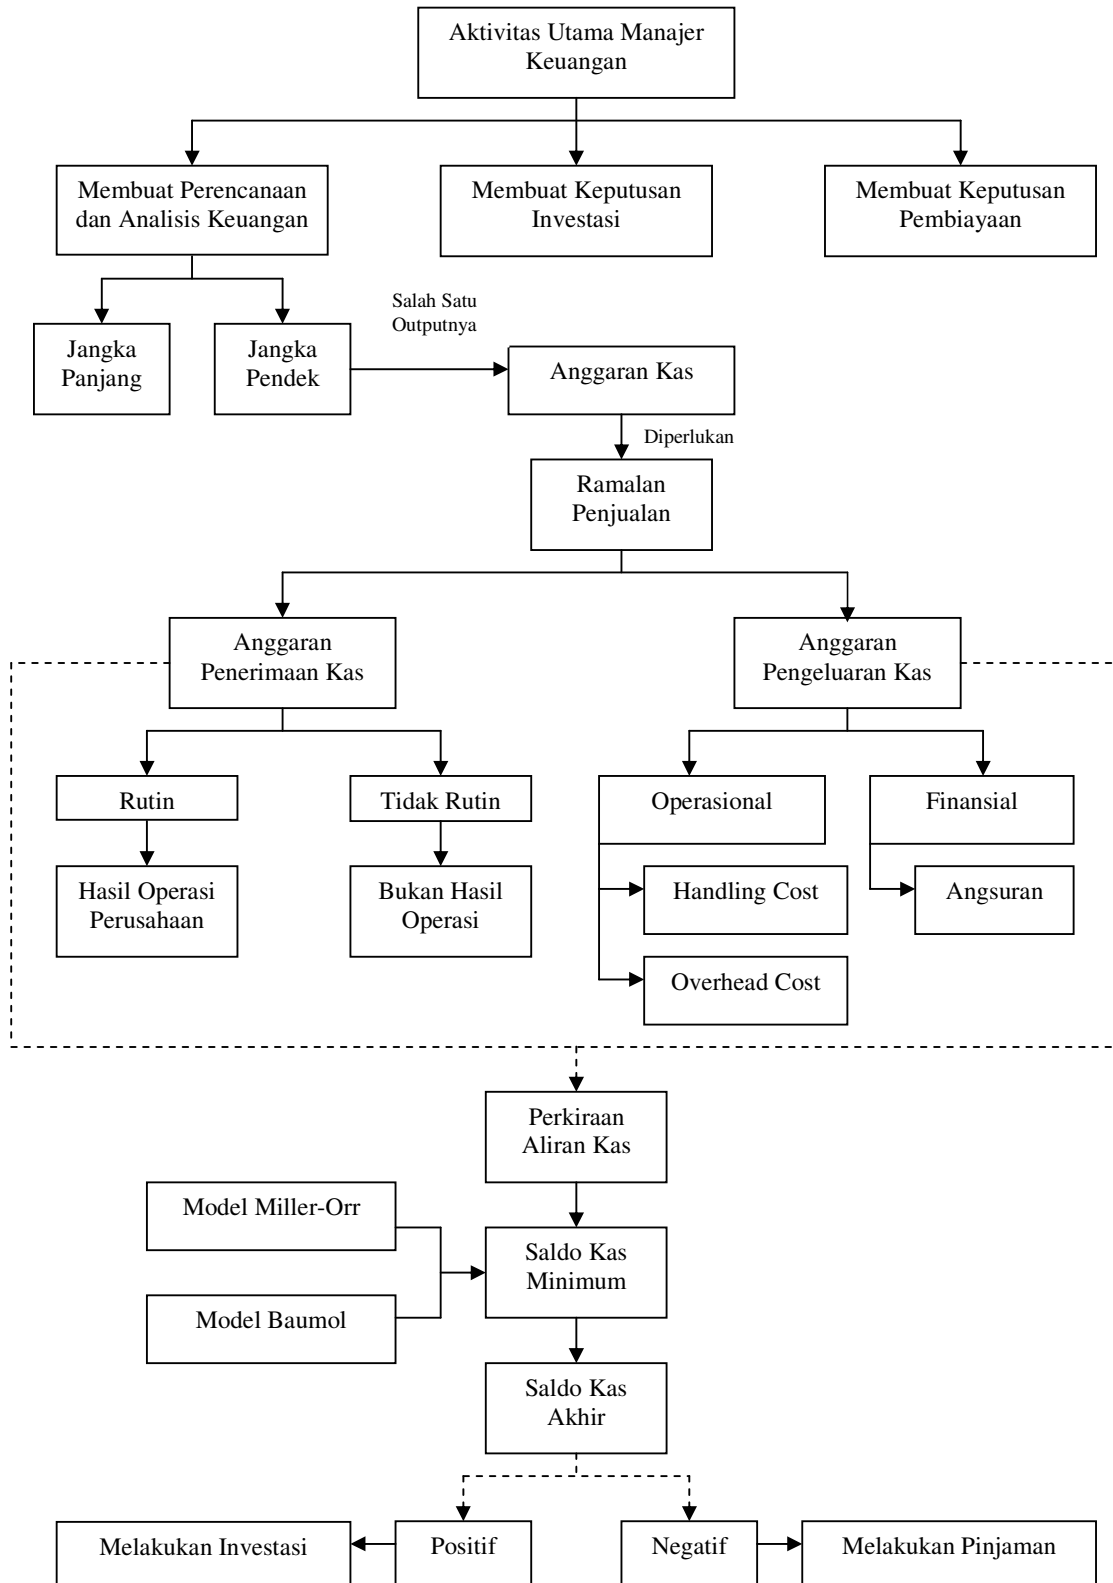 Aktivitas Utama Manajer
Keuangan
Membuat Perencanaan
dan Analisis Keuangan
Membuat Keputusan
Investasi
Membuat Keputusan
Pembiayaan
Salah Satu
Outputnya
Jangka
Panjang
Jangka
Pendek
Anggaran Kas
Diperlukan
Ramalan
Penjualan
Anggaran
Penerimaan Kas
Anggaran
Pengeluaran Kas
Rutin
Tidak Rutin
Operasional
Finansial
Hasil Operasi
Perusahaan
Bukan Hasil
Operasi
Handling Cost
Angsuran
Overhead Cost
Perkiraan
Aliran Kas
Model Miller-Orr
Saldo Kas
Minimum
Model Baumol
Saldo Kas
Akhir
Melakukan Investasi
Positif
Negatif
Melakukan Pinjaman